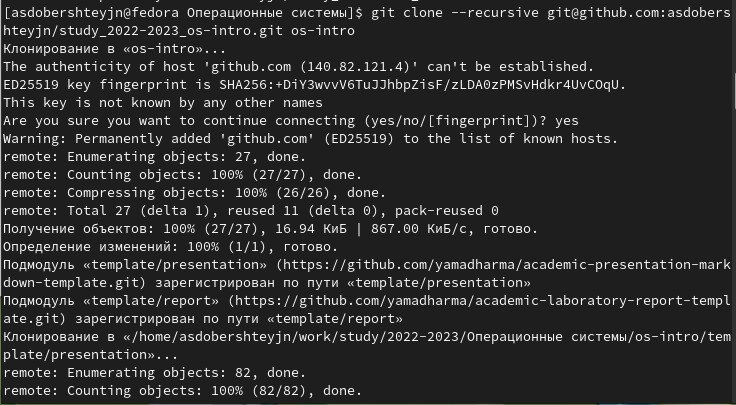 [asdobershteyjn@fedora Операционные системы]$ git clone --recursive git@github.com:asdobers
hteyjn/study_2022-2023_os-intro.git os-intro
Клонирование в «os-intro»...
The authenticity of host 'github.com (140.82.121.4)' can't be established.
ED25519 key fingerprint is SHA256:+DiY3wvvV6TuJJhbpZisF/zLDA0zPMSvHdkr4UvCOqU.
This key is not known by any other names
Are you sure you want to continue connecting (yes/no/[fingerprint])? yes
Warning: Permanently added 'github.com' (ED25519) to the list of known hosts.
remote: Enumerating objects: 27, done.
remote: Counting objects: 100% (27/27), done.
remote: Compressing objects: 100% (26/26), done.
remote: Total 27 (delta 1), reused 11 (delta 0), pack-reused 0
Получение объектов: 100% (27/27), 16.94 КиБ | 867.00 КиБ/с, готово.
Определение изменений: 100% (1/1), готово.
Подмодуль «template/presentation» (https://github.com/yamadharma/academic-presentation-mark
down-template.git) зарегистрирован по пути «template/presentation»
Подмодуль «template/report» (https://github.com/yamadharma/academic-laboratory-report-templ
ate.git) зарегистрирован по пути «template/report»
Клонирование в «/home/asdobershteyjn/work/study/2022-2023/Операционные системы/os-intro/tem
plate/presentation»...
remote: Enumerating objects: 82, done.
remote: Counting objects: 100% (82/82), done.